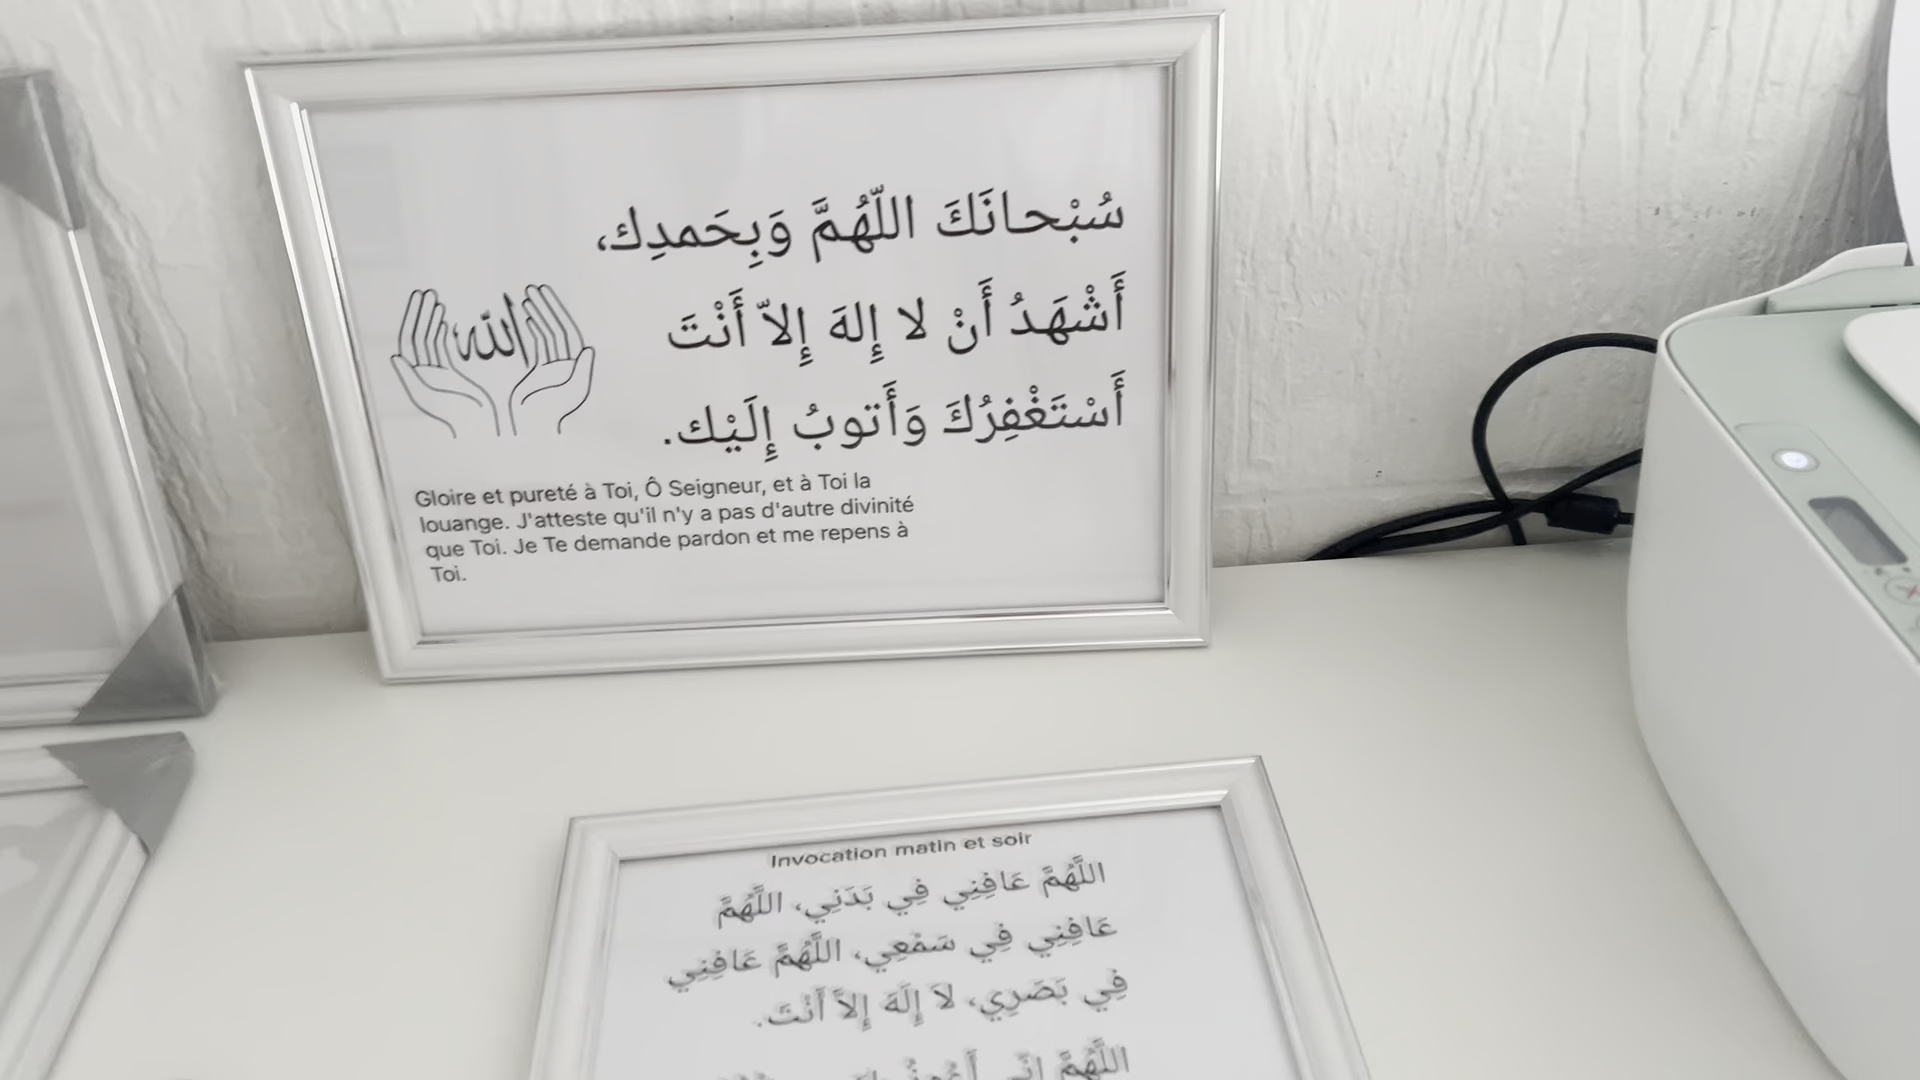 سُبْحانَكَ اللّهُمَّ وَبِحَمدِك،
أَشْهَدُ أَنْ لا إِلهَ إِلاّ أَنْتَ
أَسْتَغْفِرُكَ وَأَتوبُ إِلَيْك.
الله
Gloire et pureté à Toi, Ô Seigneur, et à Toi la
louange. J'atteste qu'il n'y a pas d'autre divinité
que Toi. Je Te demande pardon et me repens à
Toi.
Invocation matin et soir
اللَّهُمَّ عَافِنِي فِي بَدَنِي، اللَّهُمَّ
عَافِنِي فِي سَمْعِي، اللَّهُمَّ عَافِنِي
فِي بَصَرِي، لاَ إِلَهَ إِلاَّ أَنْتَ.
اللَّهُمَّ إِنِّي